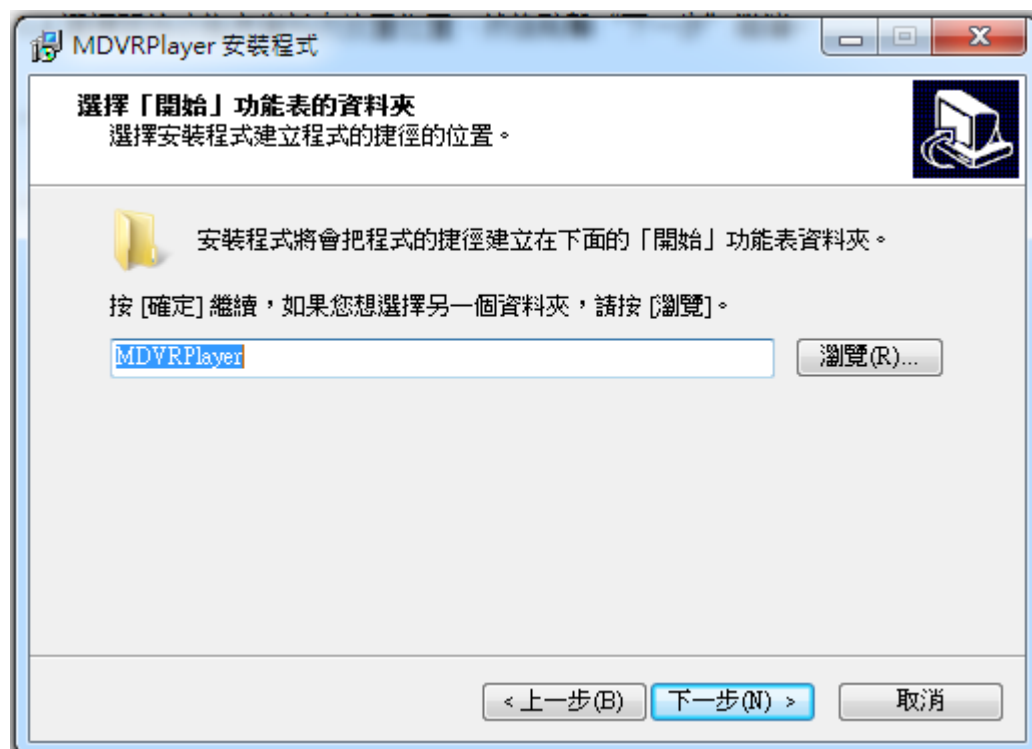 MDVRPlayer 安裝程式
選擇「開始」功能表的資料夾
選擇安裝程式建立程式的捷徑的位置。
安裝程式將會把程式的捷徑建立在下面的「開始」功能表資料夾。
按 [確定] 繼續，如果您想選擇另一個資料夾，請按 [瀏覽]。
MDVRPlayer
瀏覽(R)...
< 上一步(B)
下一步(N) >
取消